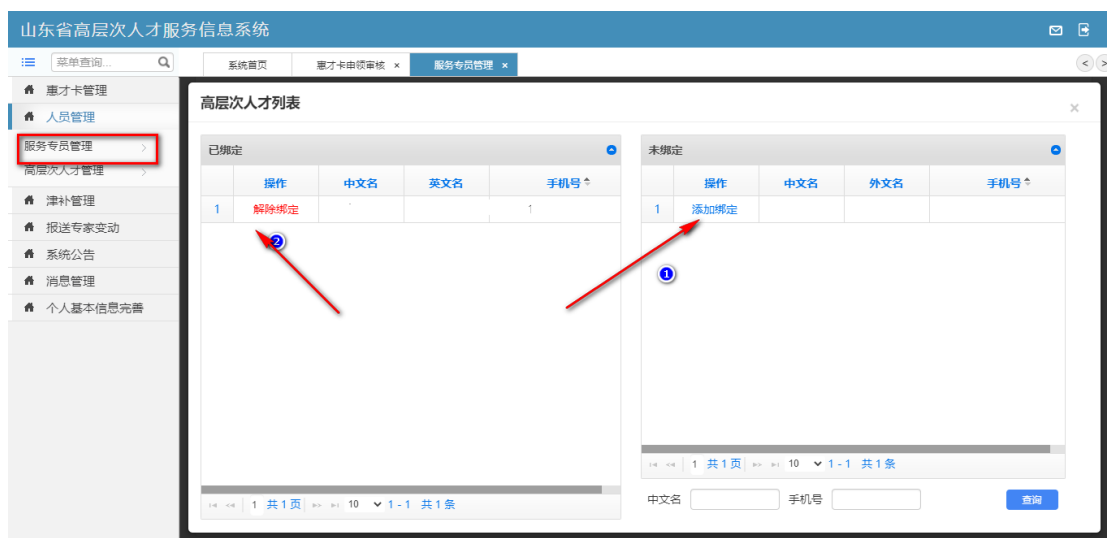 山东省高层次人才服务信息系统
菜单查询... 系统首页 惠才卡申领审核 × 服务专员管理 ×
惠才卡管理
人员管理
服务专员管理
高层次人才管理
津补管理
报送专家变动
系统公告
消息管理
个人基本信息完善
高层次人才列表 ×
已绑定
操作 中文名 英文名 手机号
1 解除绑定 1
2
1 共1页 10 1 - 1 共1条
未绑定
操作 中文名 外文名 手机号
1 添加绑定
1
1 共1页 10 1 - 1 共1条
中文名 手机号 查询